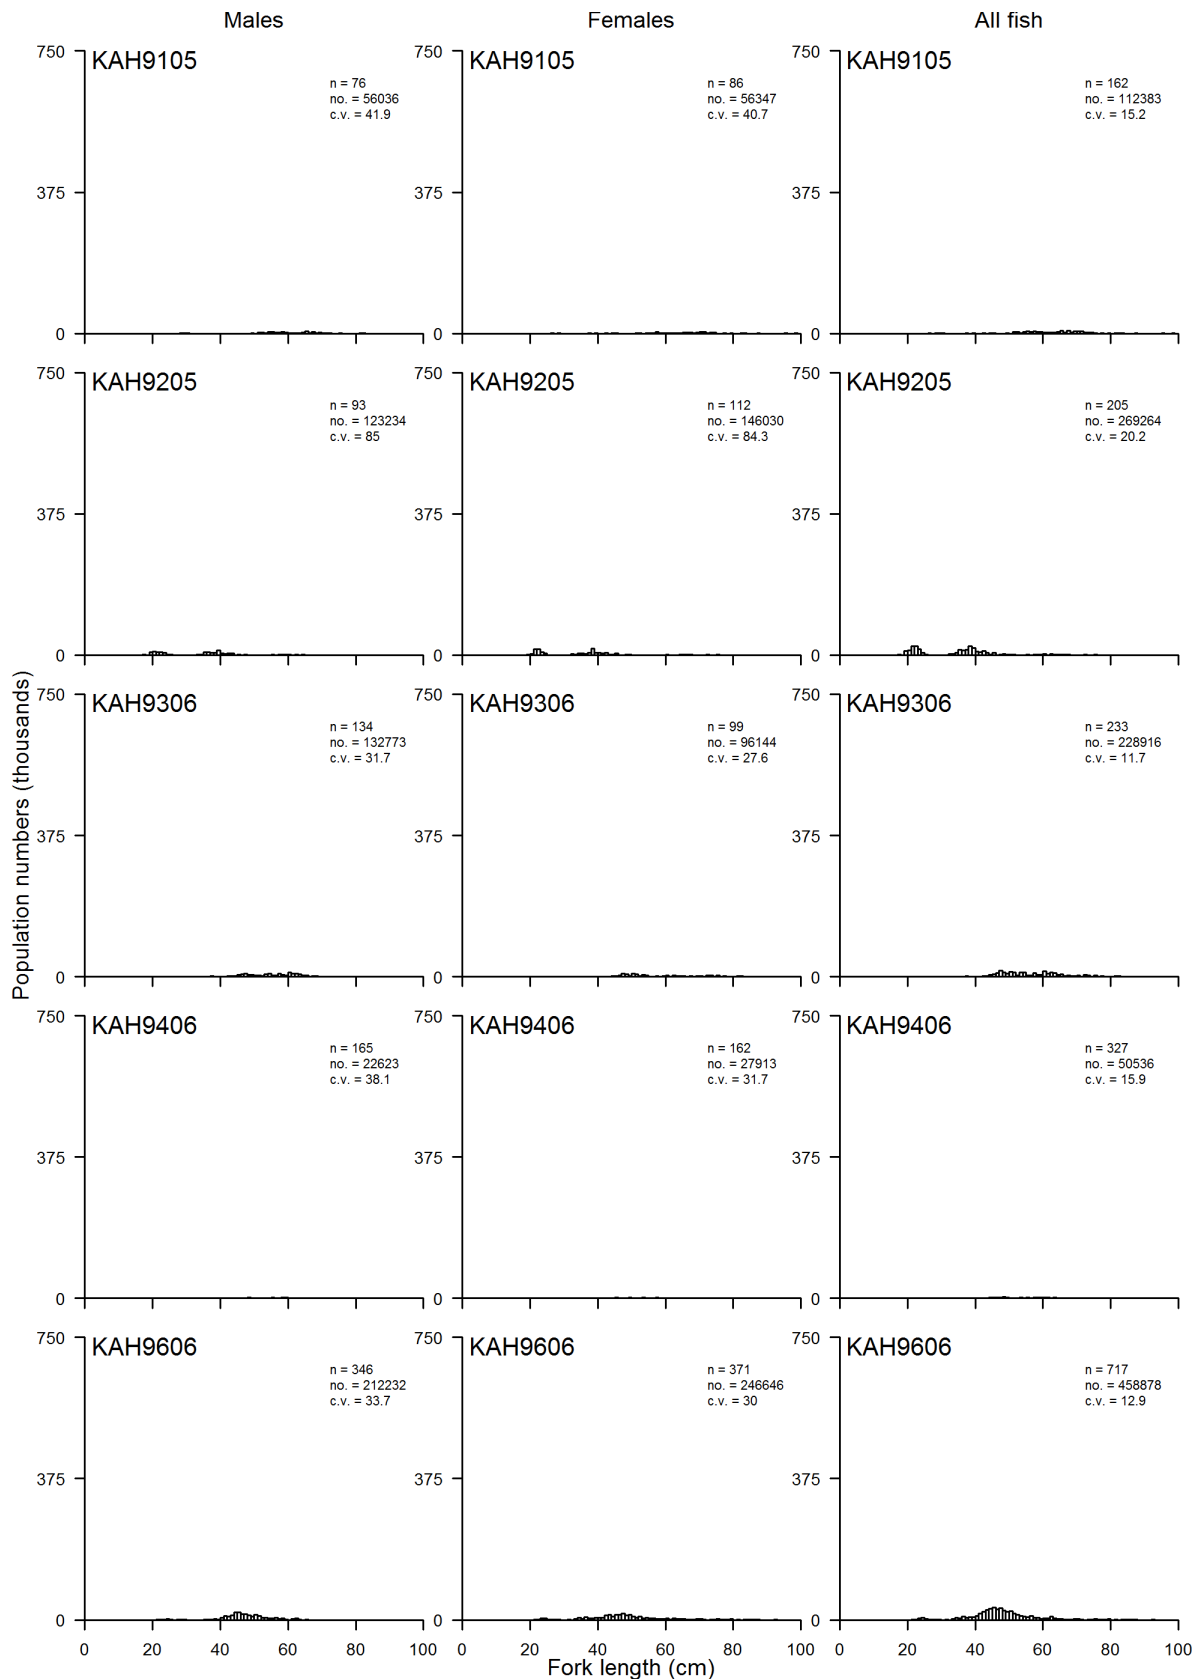 Males Females All fish
KAH9105 KAH9105 KAH9105
n = 76 n = 86 n = 162
no. = 56036 no. = 56347 no. = 112383
c.v. = 41.9 c.v. = 40.7 c.v. = 15.2
750 750 750
375 375 375
0 0 0
KAH9205 KAH9205 KAH9205
n = 93 n = 112 n = 205
no. = 123234 no. = 146030 no. = 269264
c.v. = 85 c.v. = 84.3 c.v. = 20.2
750 750 750
375 375 375
0 0 0
Population numbers (thousands)
KAH9306 KAH9306 KAH9306
n = 134 n = 99 n = 233
no. = 132773 no. = 96144 no. = 228916
c.v. = 31.7 c.v. = 27.6 c.v. = 11.7
750 750 750
375 375 375
0 0 0
KAH9406 KAH9406 KAH9406
n = 165 n = 162 n = 327
no. = 22623 no. = 27913 no. = 50536
c.v. = 38.1 c.v. = 31.7 c.v. = 15.9
750 750 750
375 375 375
0 0 0
KAH9606 KAH9606 KAH9606
n = 346 n = 371 n = 717
no. = 212232 no. = 246646 no. = 458878
c.v. = 33.7 c.v. = 30 c.v. = 12.9
750 750 750
375 375 375
0 0 0
0 20 40 60 80 100 0 20 40 60 80 100 0 20 40 60 80 100
Fork length (cm)